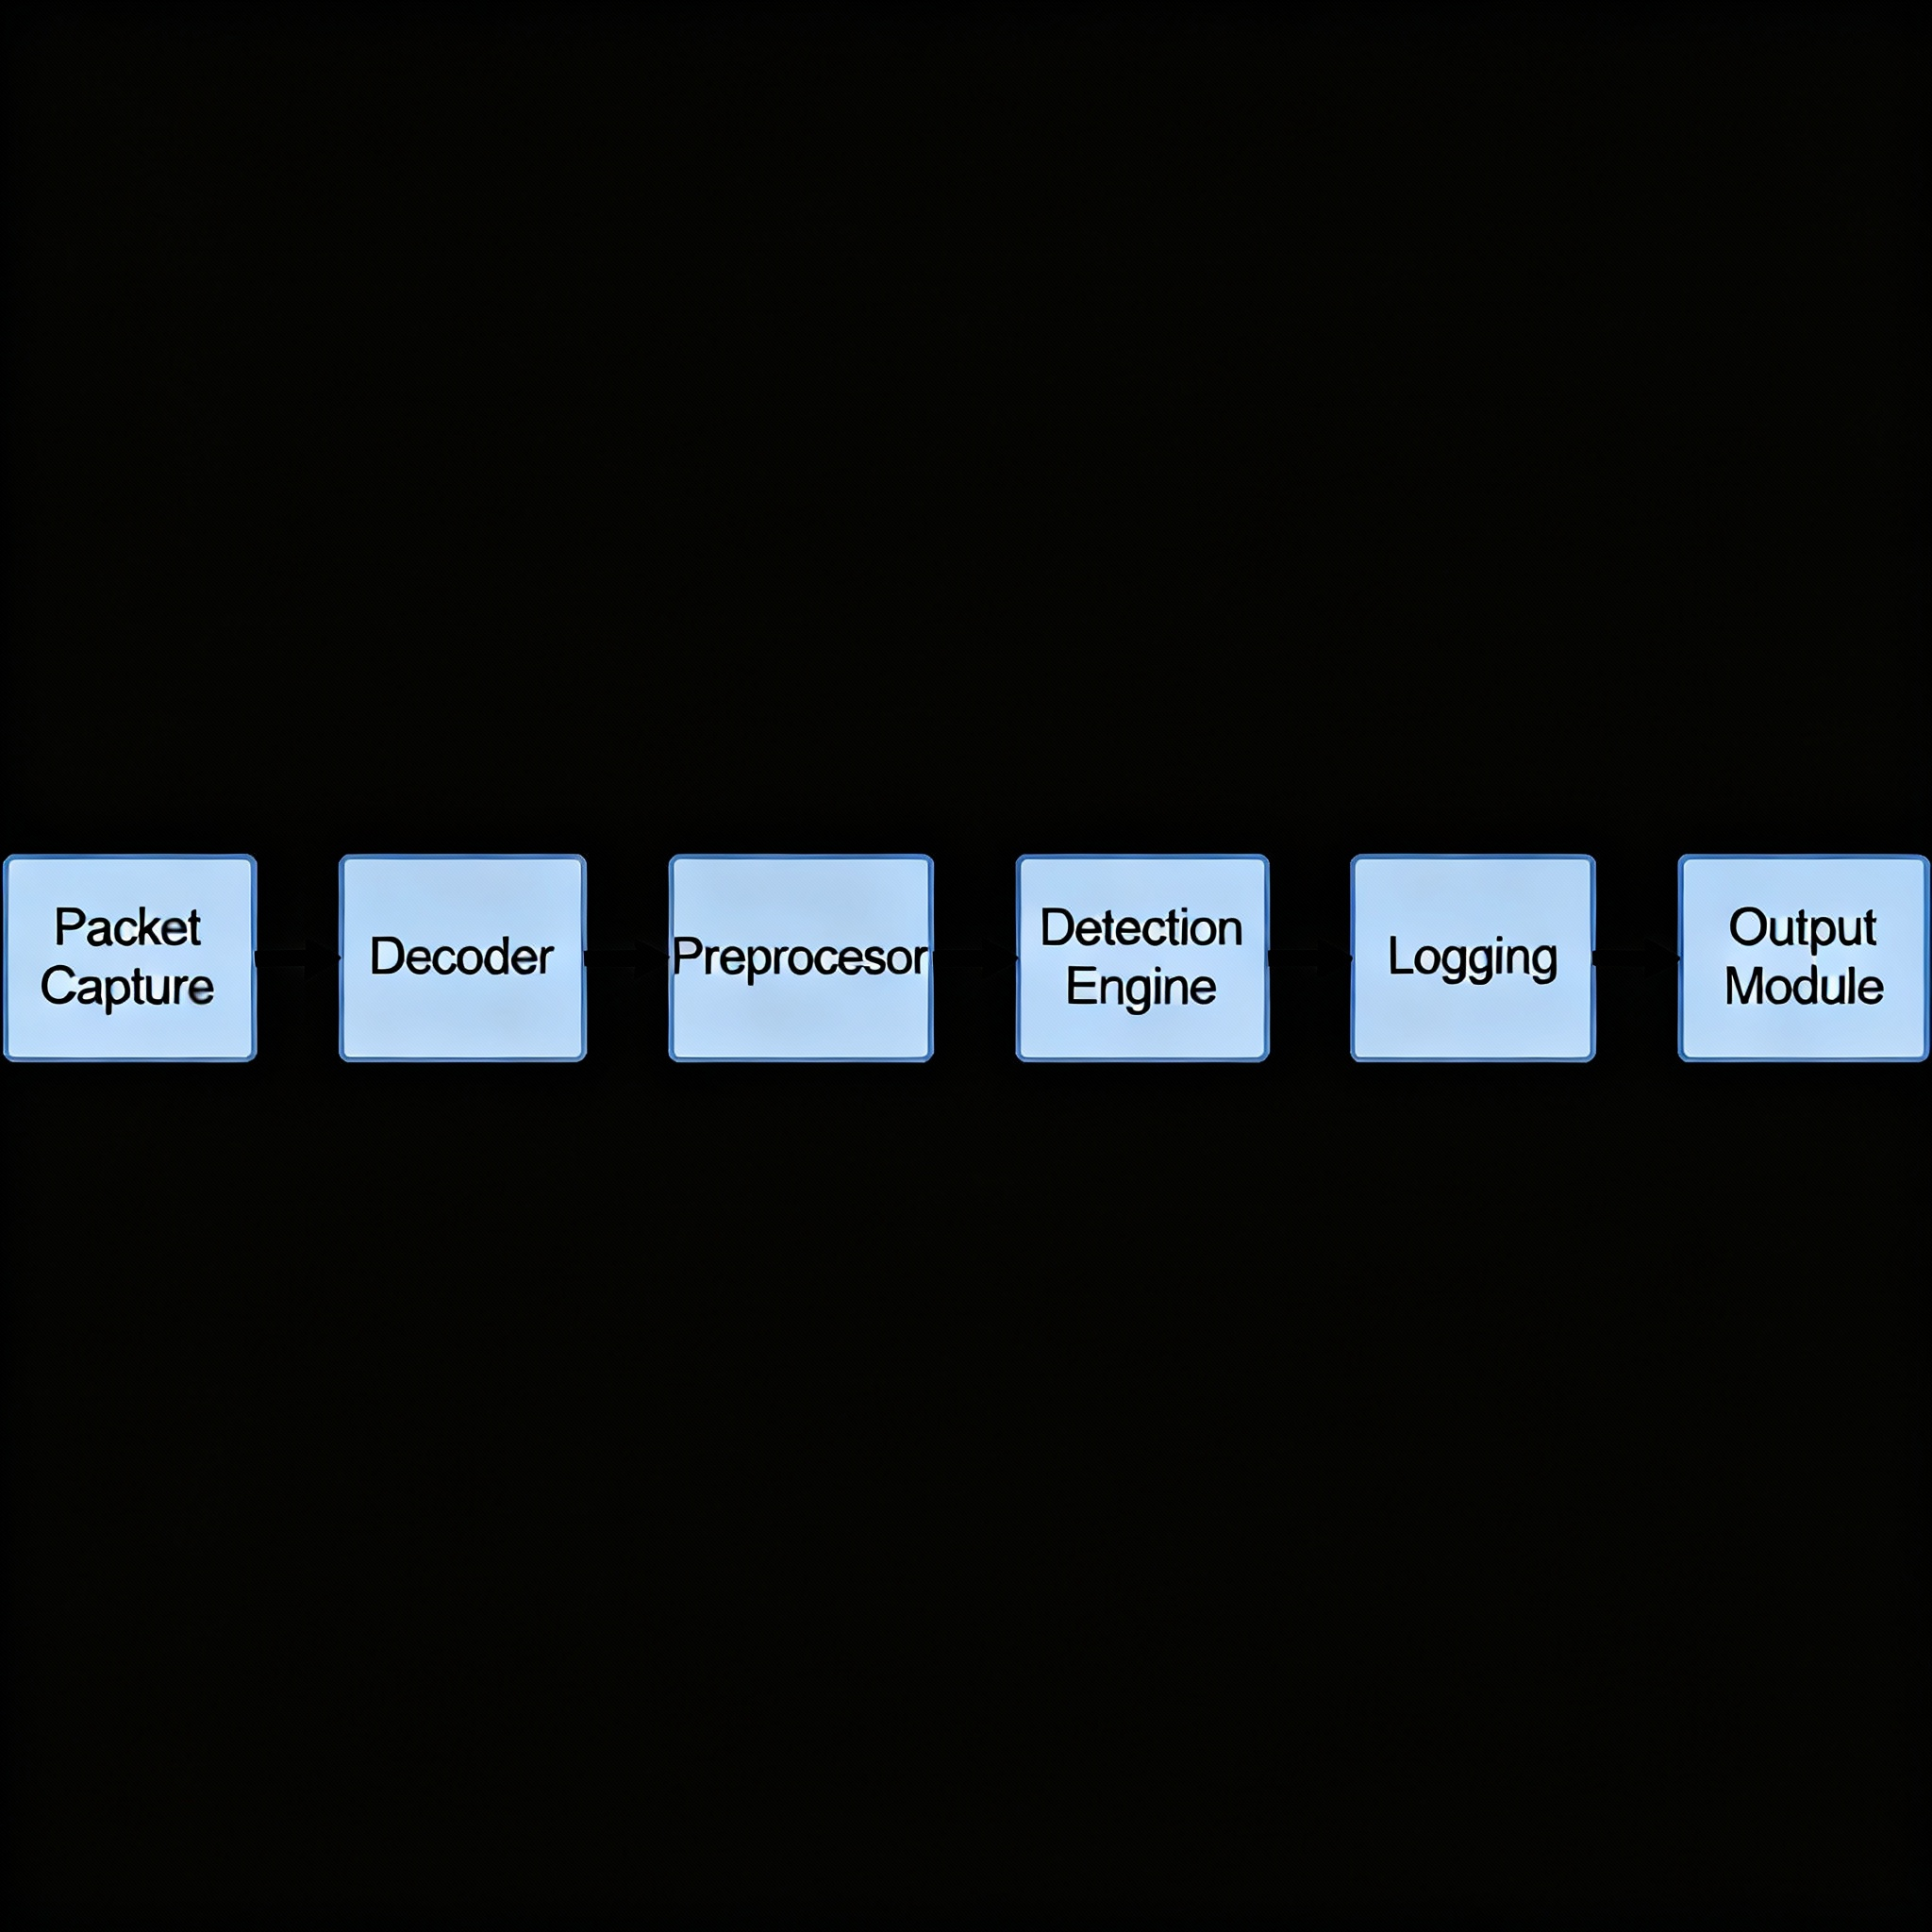 Packet
Capture
Decoder
Preprocesor
Detection
Engine
Logging
Output
Module